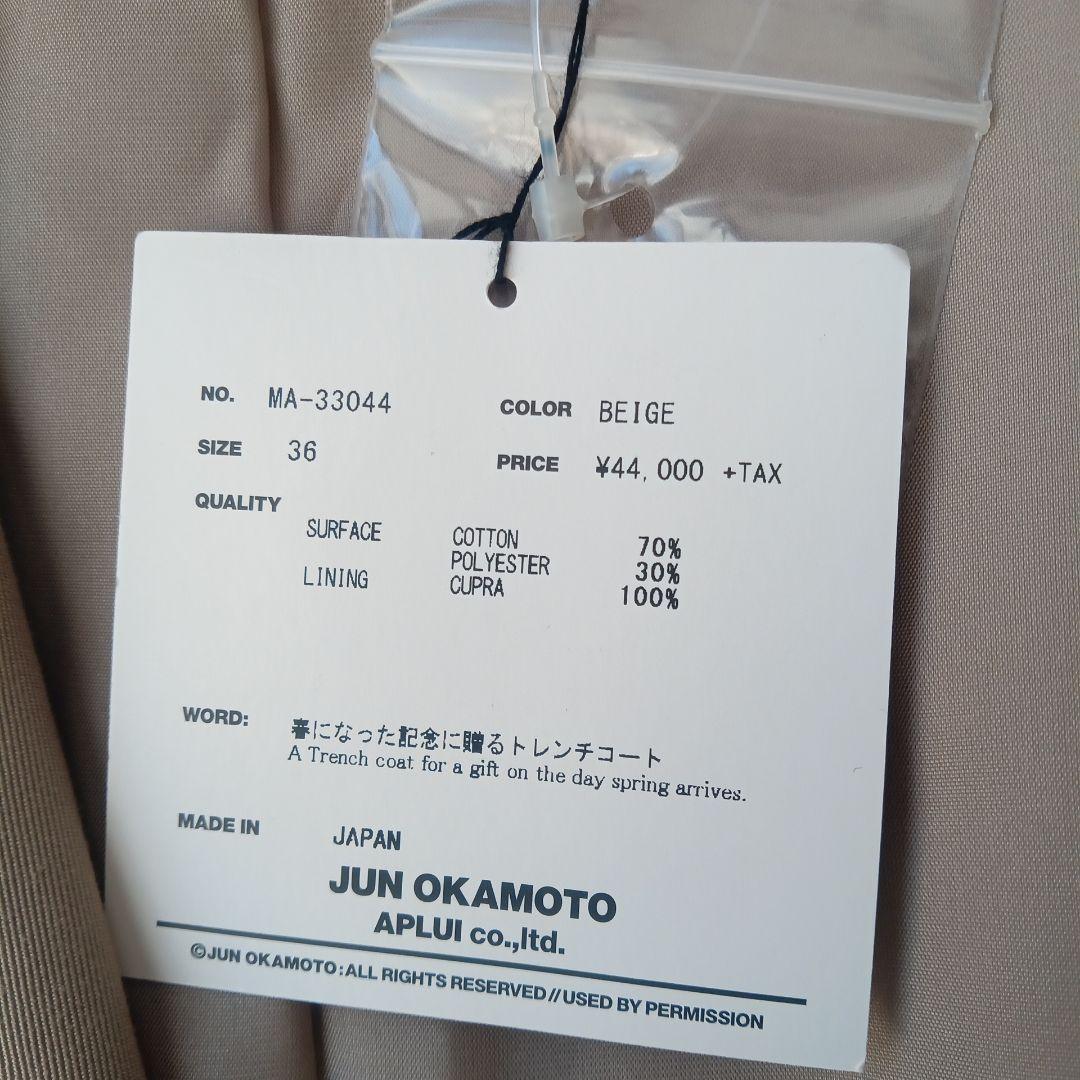 NO. MA-33044 COLOR BEIGE
SIZE 36 PRICE ¥44,000 +TAX
QUALITY
SURFACE COTTON 70%
POLYESTER 30%
LINING CUPRA 100%
WORD: 春になった記念に贈るトレンチコート
A Trench coat for a gift on the day spring arrives.
MADE IN JAPAN
JUN OKAMOTO
APLUI co.,ltd.
©JUN OKAMOTO:ALL RIGHTS RESERVED//USED BY PERMISSION